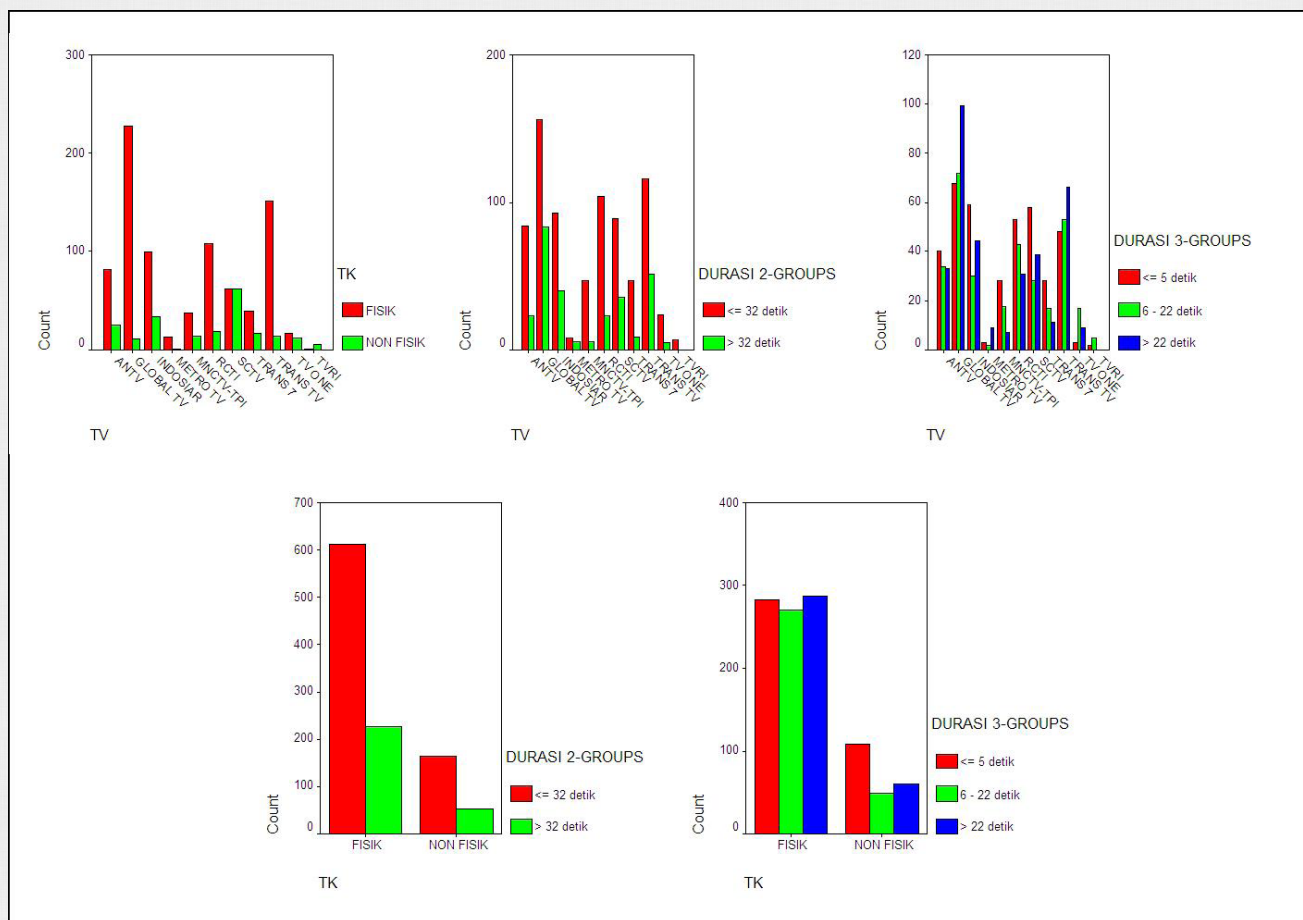 300
200
100
0
Count
ANTV
GLOBAL TV
INDOSIAR
METRO TV
MNCTV-TPI
RCTI
SCTV
TRANS 7
TRANS TV
TV ONE
TVRI
TV
TK
FISIK
NON FISIK
200
100
0
Count
ANTV
GLOBAL TV
INDOSIAR
METRO TV
MNCTV-TPI
RCTI
SCTV
TRANS 7
TRANS TV
TV ONE
TVRI
TV
DURASI 2-GROUPS
<= 32 detik
> 32 detik
120
100
80
60
40
20
0
Count
ANTV
GLOBAL TV
INDOSIAR
METRO TV
MNCTV-TPI
RCTI
SCTV
TRANS 7
TRANS TV
TV ONE
TVRI
TV
DURASI 3-GROUPS
<= 5 detik
6 - 22 detik
> 22 detik
700
600
500
400
300
200
100
0
Count
FISIK
NON FISIK
TK
DURASI 2-GROUPS
<= 32 detik
> 32 detik
400
300
200
100
0
Count
FISIK
NON FISIK
TK
DURASI 3-GROUPS
<= 5 detik
6 - 22 detik
> 22 detik